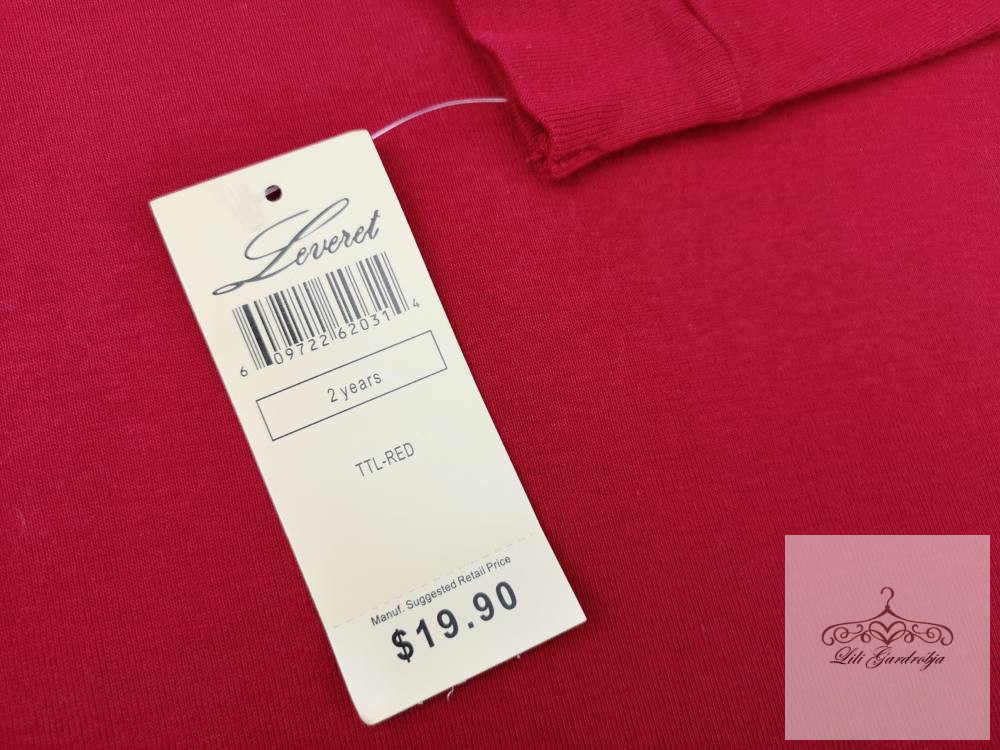 Leveret
6 09722 62031 4
2 years
TTL-RED
Manuf. Suggested Retail Price
$19.90
Lili Gardróbja